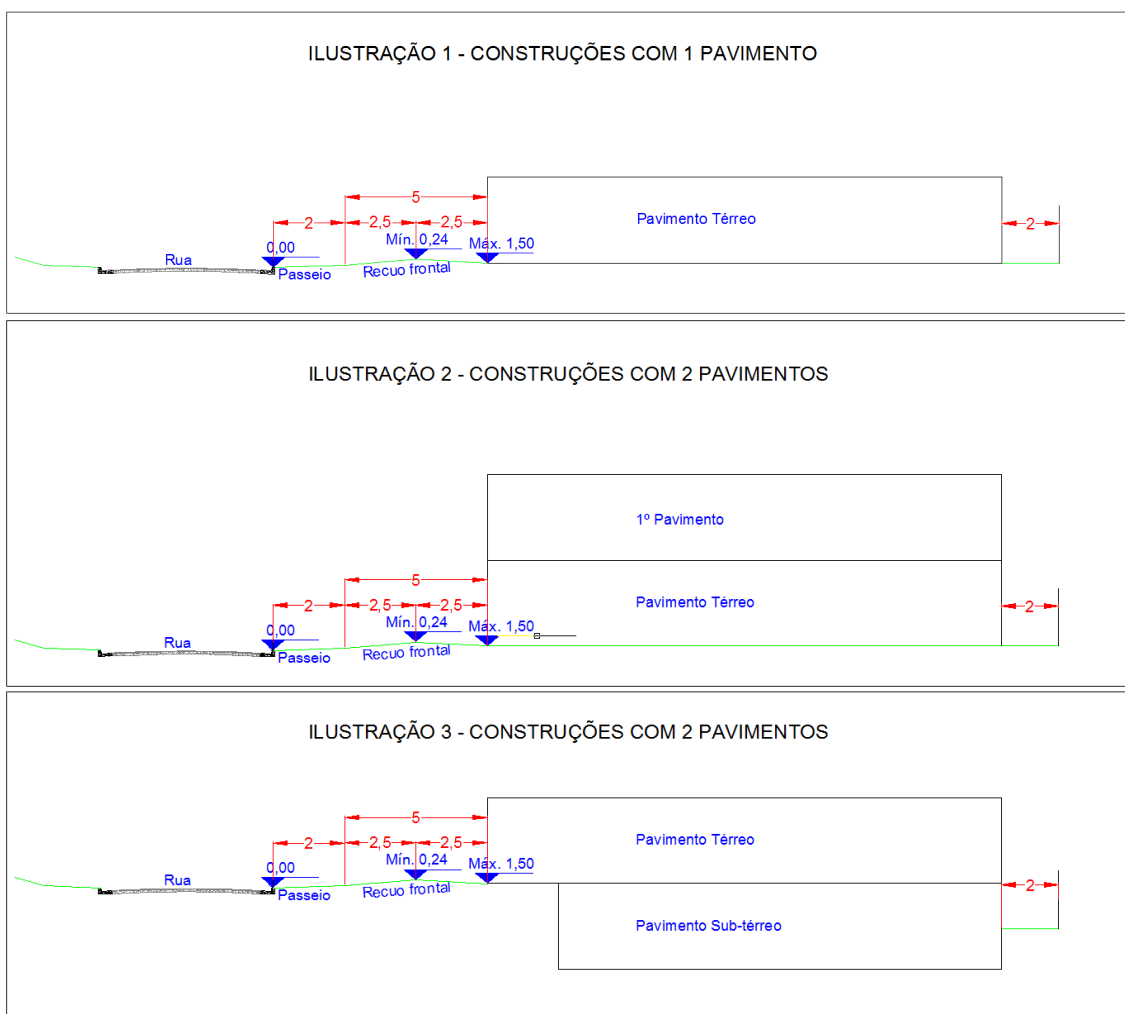 ILUSTRAÇÃO 1 - CONSTRUÇÕES COM 1 PAVIMENTO
5
Pavimento Térreo
2
2,5
2,5
2
0,00
Mín. 0,24
Máx. 1,50
Rua
Passeio
Recuo frontal
ILUSTRAÇÃO 2 - CONSTRUÇÕES COM 2 PAVIMENTOS
1º Pavimento
5
Pavimento Térreo
2
2,5
2,5
2
0,00
Mín. 0,24
Máx. 1,50
Rua
Passeio
Recuo frontal
ILUSTRAÇÃO 3 - CONSTRUÇÕES COM 2 PAVIMENTOS
5
Pavimento Térreo
2
2,5
2,5
0,00
Mín. 0,24
Máx. 1,50
Rua
Passeio
Recuo frontal
2
Pavimento Sub-térreo